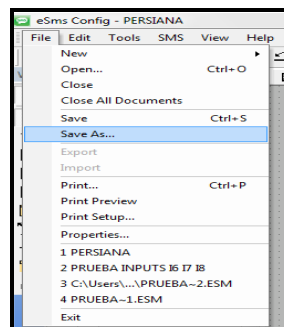 eSms Config - PERSIANA
File Edit Tools SMS View Help
New
Open... Ctrl+O
Close
Close All Documents
Save Ctrl+S
Save As...
Export
Import
Print... Ctrl+P
Print Preview
Print Setup...
Properties...
1 PERSIANA
2 PRUEBA INPUTS I6 I7 I8
3 C:\Users\...\PRUEBA~2.ESM
4 PRUEBA~1.ESM
Exit